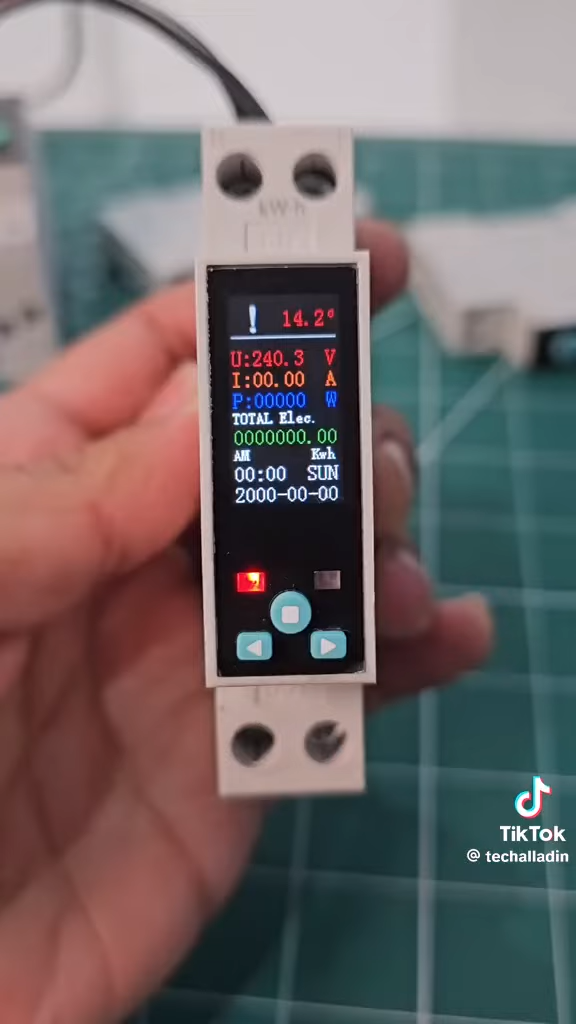 kW·h
! 14.2°
U:240.3 V
I:00.00 A
P:00000 W
TOTAL Elec.
0000000.00
AM Kwh
00:00 SUN
2000-00-00
TikTok
@ techalladin